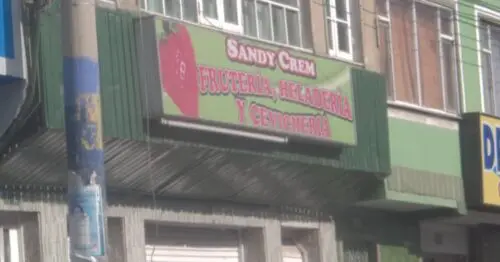 SANDY CREM
FRUTERIA, HELADERIA
Y CEVICHERIA
D